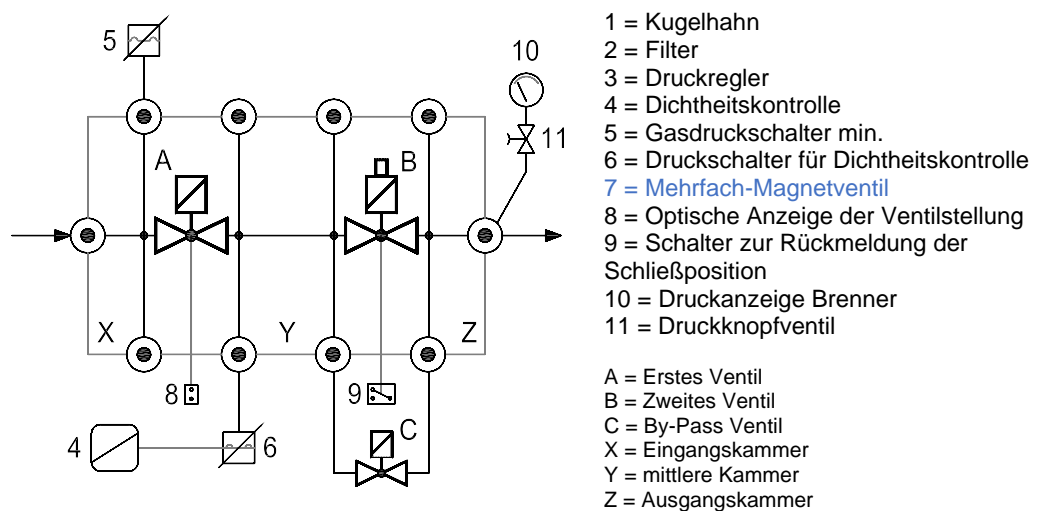 5
10
11
A
B
X
Y
Z
8
9
C
4
6
1 = Kugelhahn
2 = Filter
3 = Druckregler
4 = Dichtheitskontrolle
5 = Gasdruckschalter min.
6 = Druckschalter für Dichtheitskontrolle
7 = Mehrfach-Magnetventil
8 = Optische Anzeige der Ventilstellung
9 = Schalter zur Rückmeldung der
Schließposition
10 = Druckanzeige Brenner
11 = Druckknopfventil
A = Erstes Ventil
B = Zweites Ventil
C = By-Pass Ventil
X = Eingangskammer
Y = mittlere Kammer
Z = Ausgangskammer